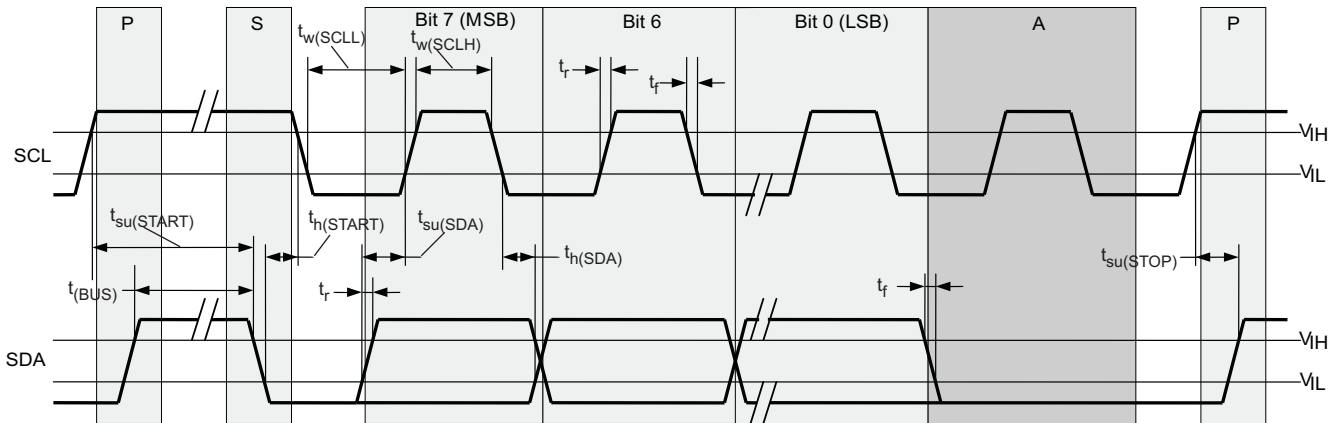 P S Bit 7 (MSB) Bit 6 Bit 0 (LSB) A P
tw(SCLL) tw(SCLH) tr tf
VIH
SCL
VIL
tsu(START) th(START) tsu(SDA) th(SDA) tsu(STOP)
t(BUS) tr tf
VIH
SDA
VIL